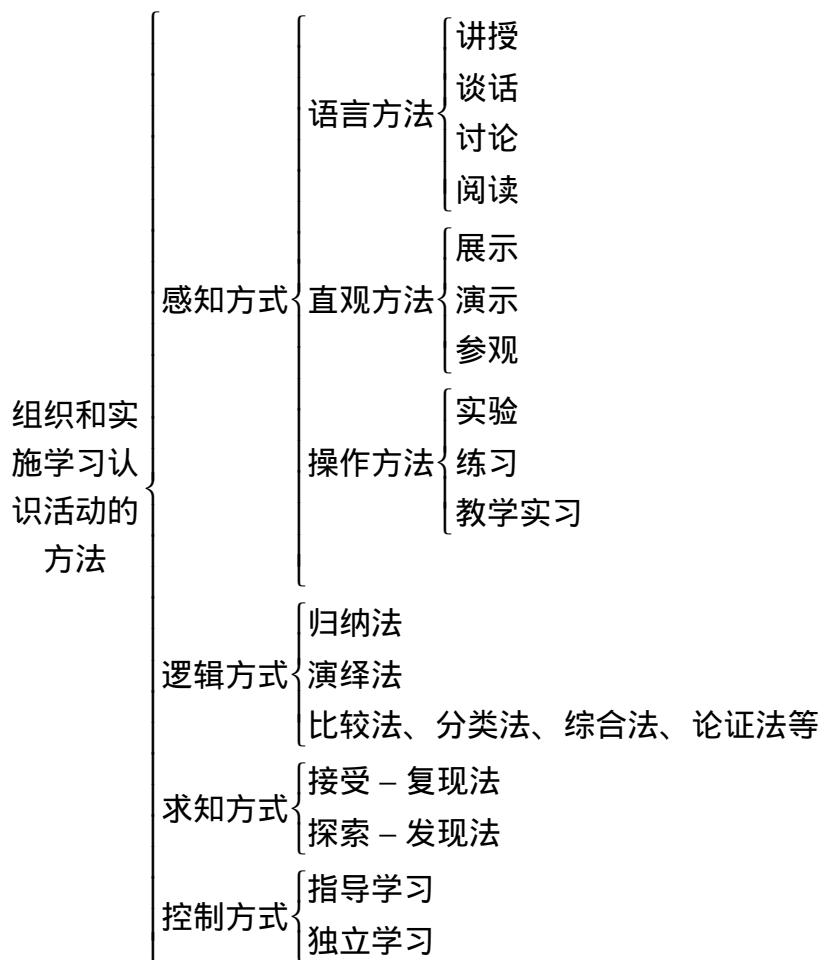 组织和实
施学习认
识活动的
方法
感知方式
语言方法
讲授
谈话
讨论
阅读
直观方法
展示
演示
参观
操作方法
实验
练习
教学实习
逻辑方式
归纳法
演绎法
比较法、分类法、综合法、论证法等
求知方式
接受 – 复现法
探索 – 发现法
控制方式
指导学习
独立学习